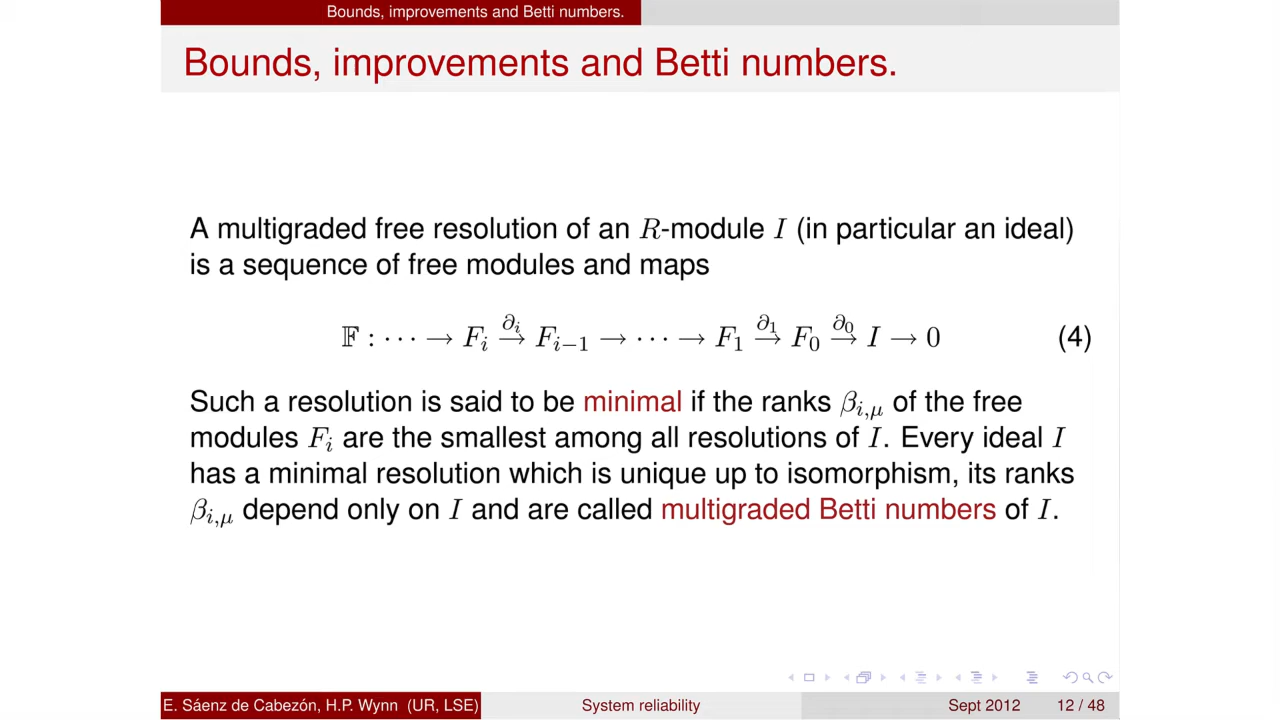 Bounds, improvements and Betti numbers.
Bounds, improvements and Betti numbers.
A multigraded free resolution of an R-module I (in particular an ideal)
is a sequence of free modules and maps
𝔽 : ⋯ → F_i →^{∂_i} F_{i−1} → ⋯ → F_1 →^{∂_1} F_0 →^{∂_0} I → 0 (4)
Such a resolution is said to be minimal if the ranks β_{i,μ} of the free
modules F_i are the smallest among all resolutions of I. Every ideal I
has a minimal resolution which is unique up to isomorphism, its ranks
β_{i,μ} depend only on I and are called multigraded Betti numbers of I.
E. Sáenz de Cabezón, H.P. Wynn (UR, LSE) System reliability Sept 2012 12 / 48